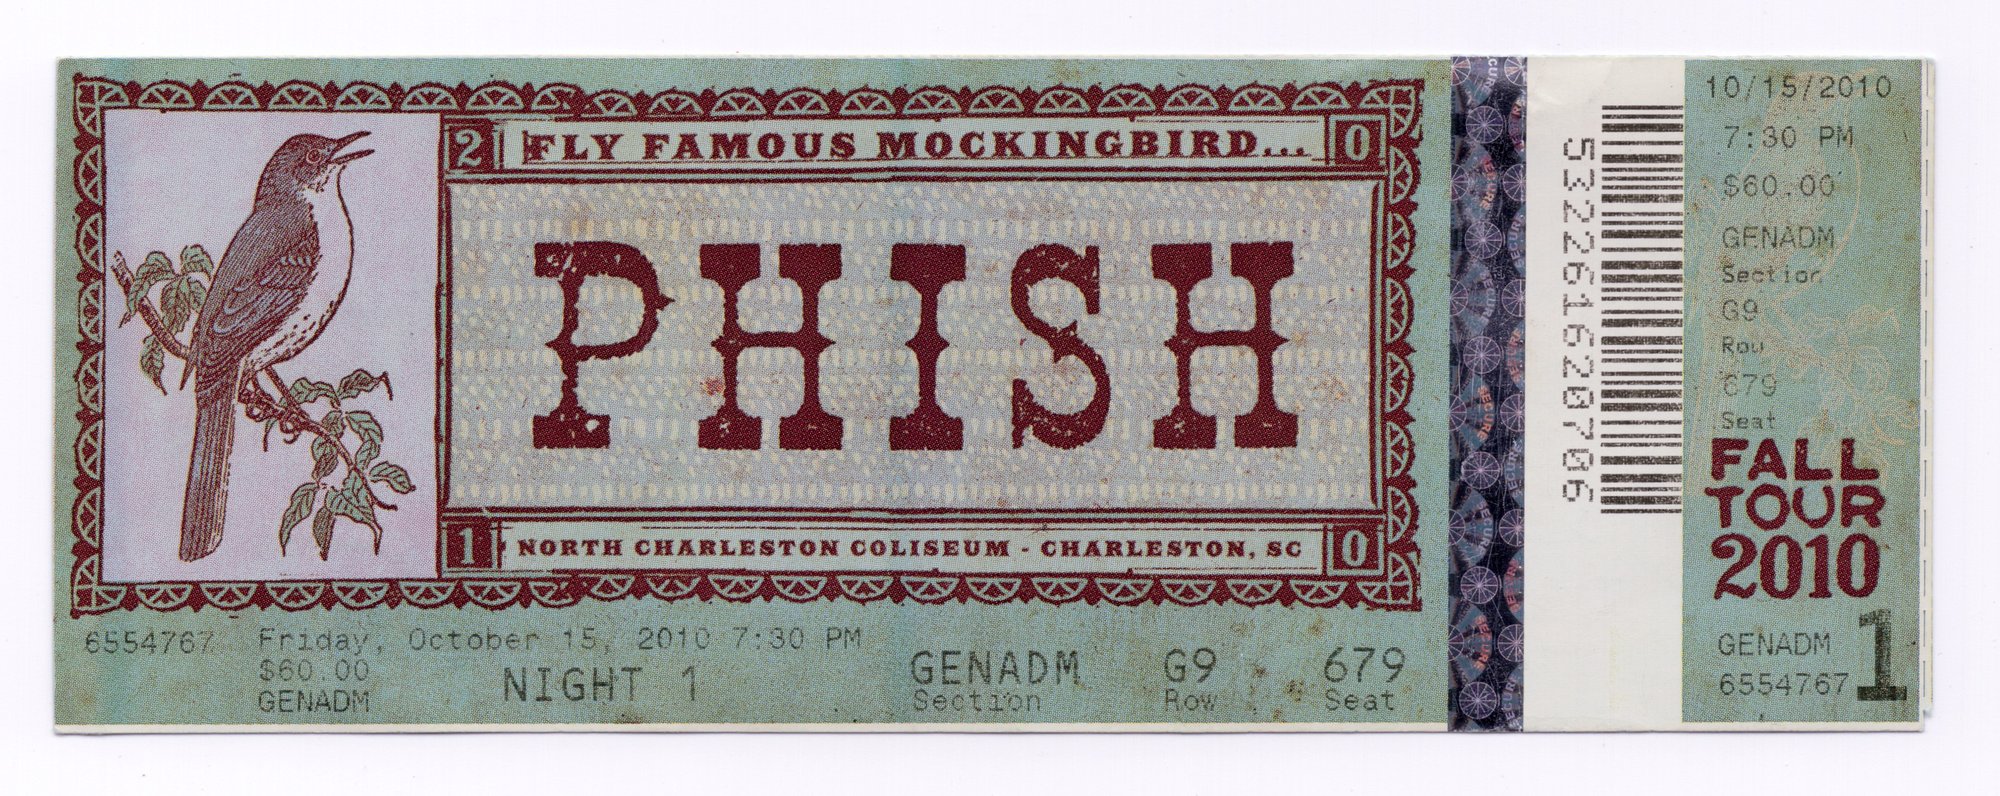 2 FLY FAMOUS MOCKINGBIRD... 0
PHISH
1 NORTH CHARLESTON COLISEUM - CHARLESTON, SC 0
6554767 Friday, October 15, 2010 7:30 PM
$60.00
GENADM
NIGHT 1
GENADM G9 679
Section Row Seat
532261620706
10/15/2010
7:30 PM
$60.00
GENADM
Section
G9
Row
679
Seat
FALL
TOUR
2010
GENADM
6554767
1